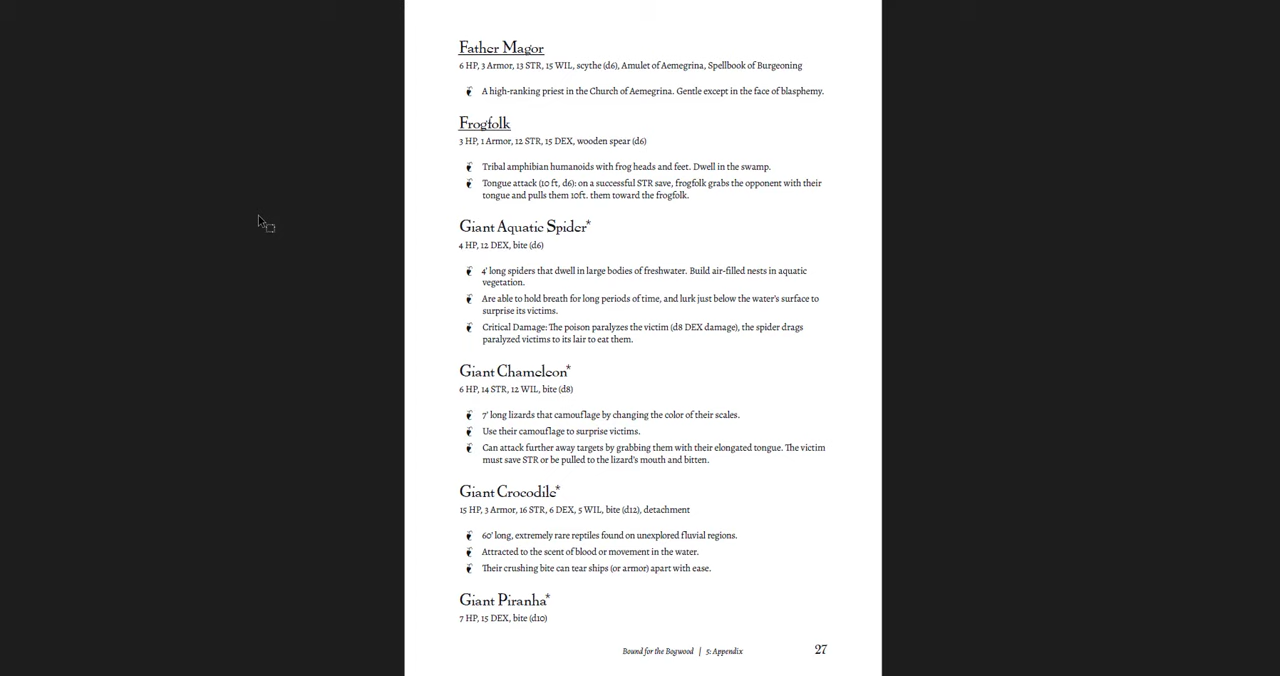 Father Magor
6 HP, 3 Armor, 13 STR, 15 WIL, scythe (d6), Amulet of Aemegrina, Spellbook of Burgeoning
A high-ranking priest in the Church of Aemegrina. Gentle except in the face of blasphemy.
Frogfolk
3 HP, 1 Armor, 12 STR, 15 DEX, wooden spear (d6)
Tribal amphibian humanoids with frog heads and feet. Dwell in the swamp.
Tongue attack (10 ft, d6): on a successful STR save, frogfolk grabs the opponent with their
tongue and pulls them 10ft. them toward the frogfolk.
Giant Aquatic Spider*
4 HP, 12 DEX, bite (d6)
4' long spiders that dwell in large bodies of freshwater. Build air-filled nests in aquatic
vegetation.
Are able to hold breath for long periods of time, and lurk just below the water's surface to
surprise its victims.
Critical Damage: The poison paralyzes the victim (d8 DEX damage), the spider drags
paralyzed victims to its lair to eat them.
Giant Chameleon*
6 HP, 14 STR, 12 WIL, bite (d8)
7' long lizards that camouflage by changing the color of their scales.
Use their camouflage to surprise victims.
Can attack further away targets by grabbing them with their elongated tongue. The victim
must save STR or be pulled to the lizard's mouth and bitten.
Giant Crocodile*
15 HP, 3 Armor, 16 STR, 6 DEX, 5 WIL, bite (d12), detachment
60' long, extremely rare reptiles found on unexplored fluvial regions.
Attracted to the scent of blood or movement in the water.
Their crushing bite can tear ships (or armor) apart with ease.
Giant Piranha*
7 HP, 15 DEX, bite (d10)
Bound for the Bogwood | 5: Appendix 27